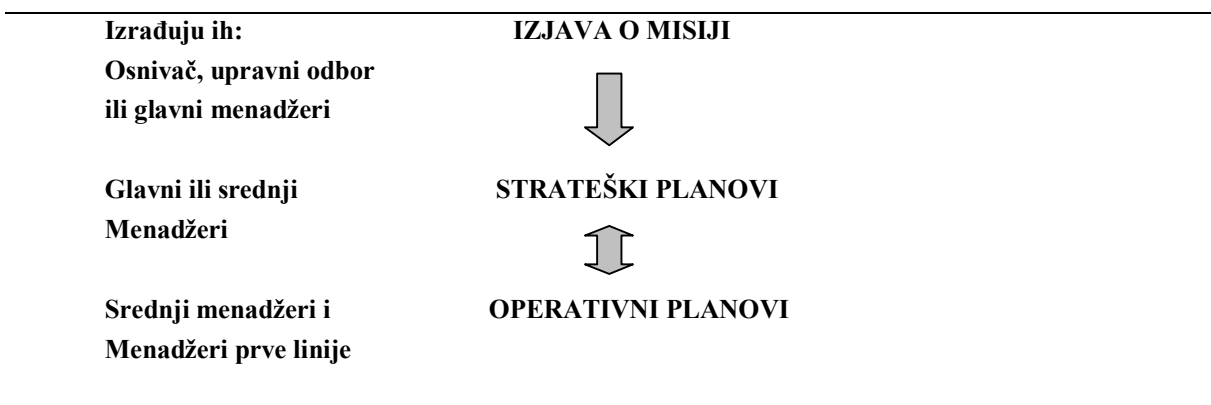 Izrađuju ih: IZJAVA O MISIJI
Osnivač, upravni odbor
ili glavni menadžeri
Glavni ili srednji STRATEŠKI PLANOVI
Menadžeri
Srednji menadžeri i OPERATIVNI PLANOVI
Menadžeri prve linije